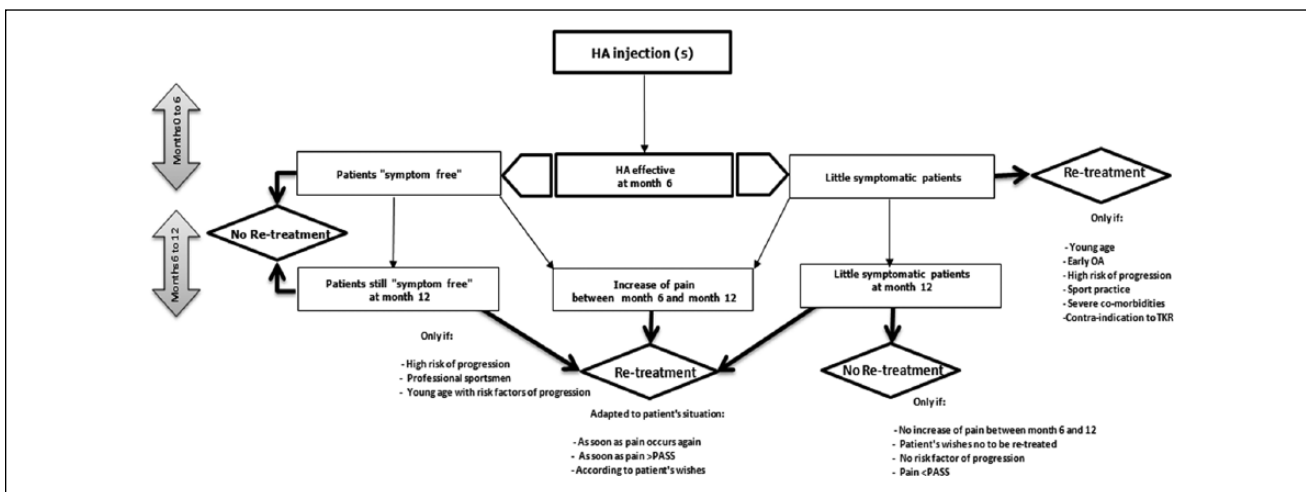 HA injection (s)
Months 0 to 6
Patients "symptom free"
HA effective
at month 6
Little symptomatic patients
Re-treatment
Only if:
- Young age
- Early OA
- High risk of progression
- Sport practice
- Severe co-morbidities
-Contra-indication to TKR
No Re-treatment
Months 6 to 12
Patients still "symptom free"
at month 12
Increase of pain
between month 6 and month 12
Little symptomatic patients
at month 12
Only if:
- High risk of progression
- Professional sportsmen
- Young age with risk factors of progression
Re-treatment
Adapted to patient's situation:
- As soon as pain occurs again
- As soon as pain >PASS
- According to patient's wishes
No Re-treatment
Only if:
- No increase of pain between month 6 and 12
- Patient's wishes no to be re-treated
- No risk factor of progression
- Pain <PASS